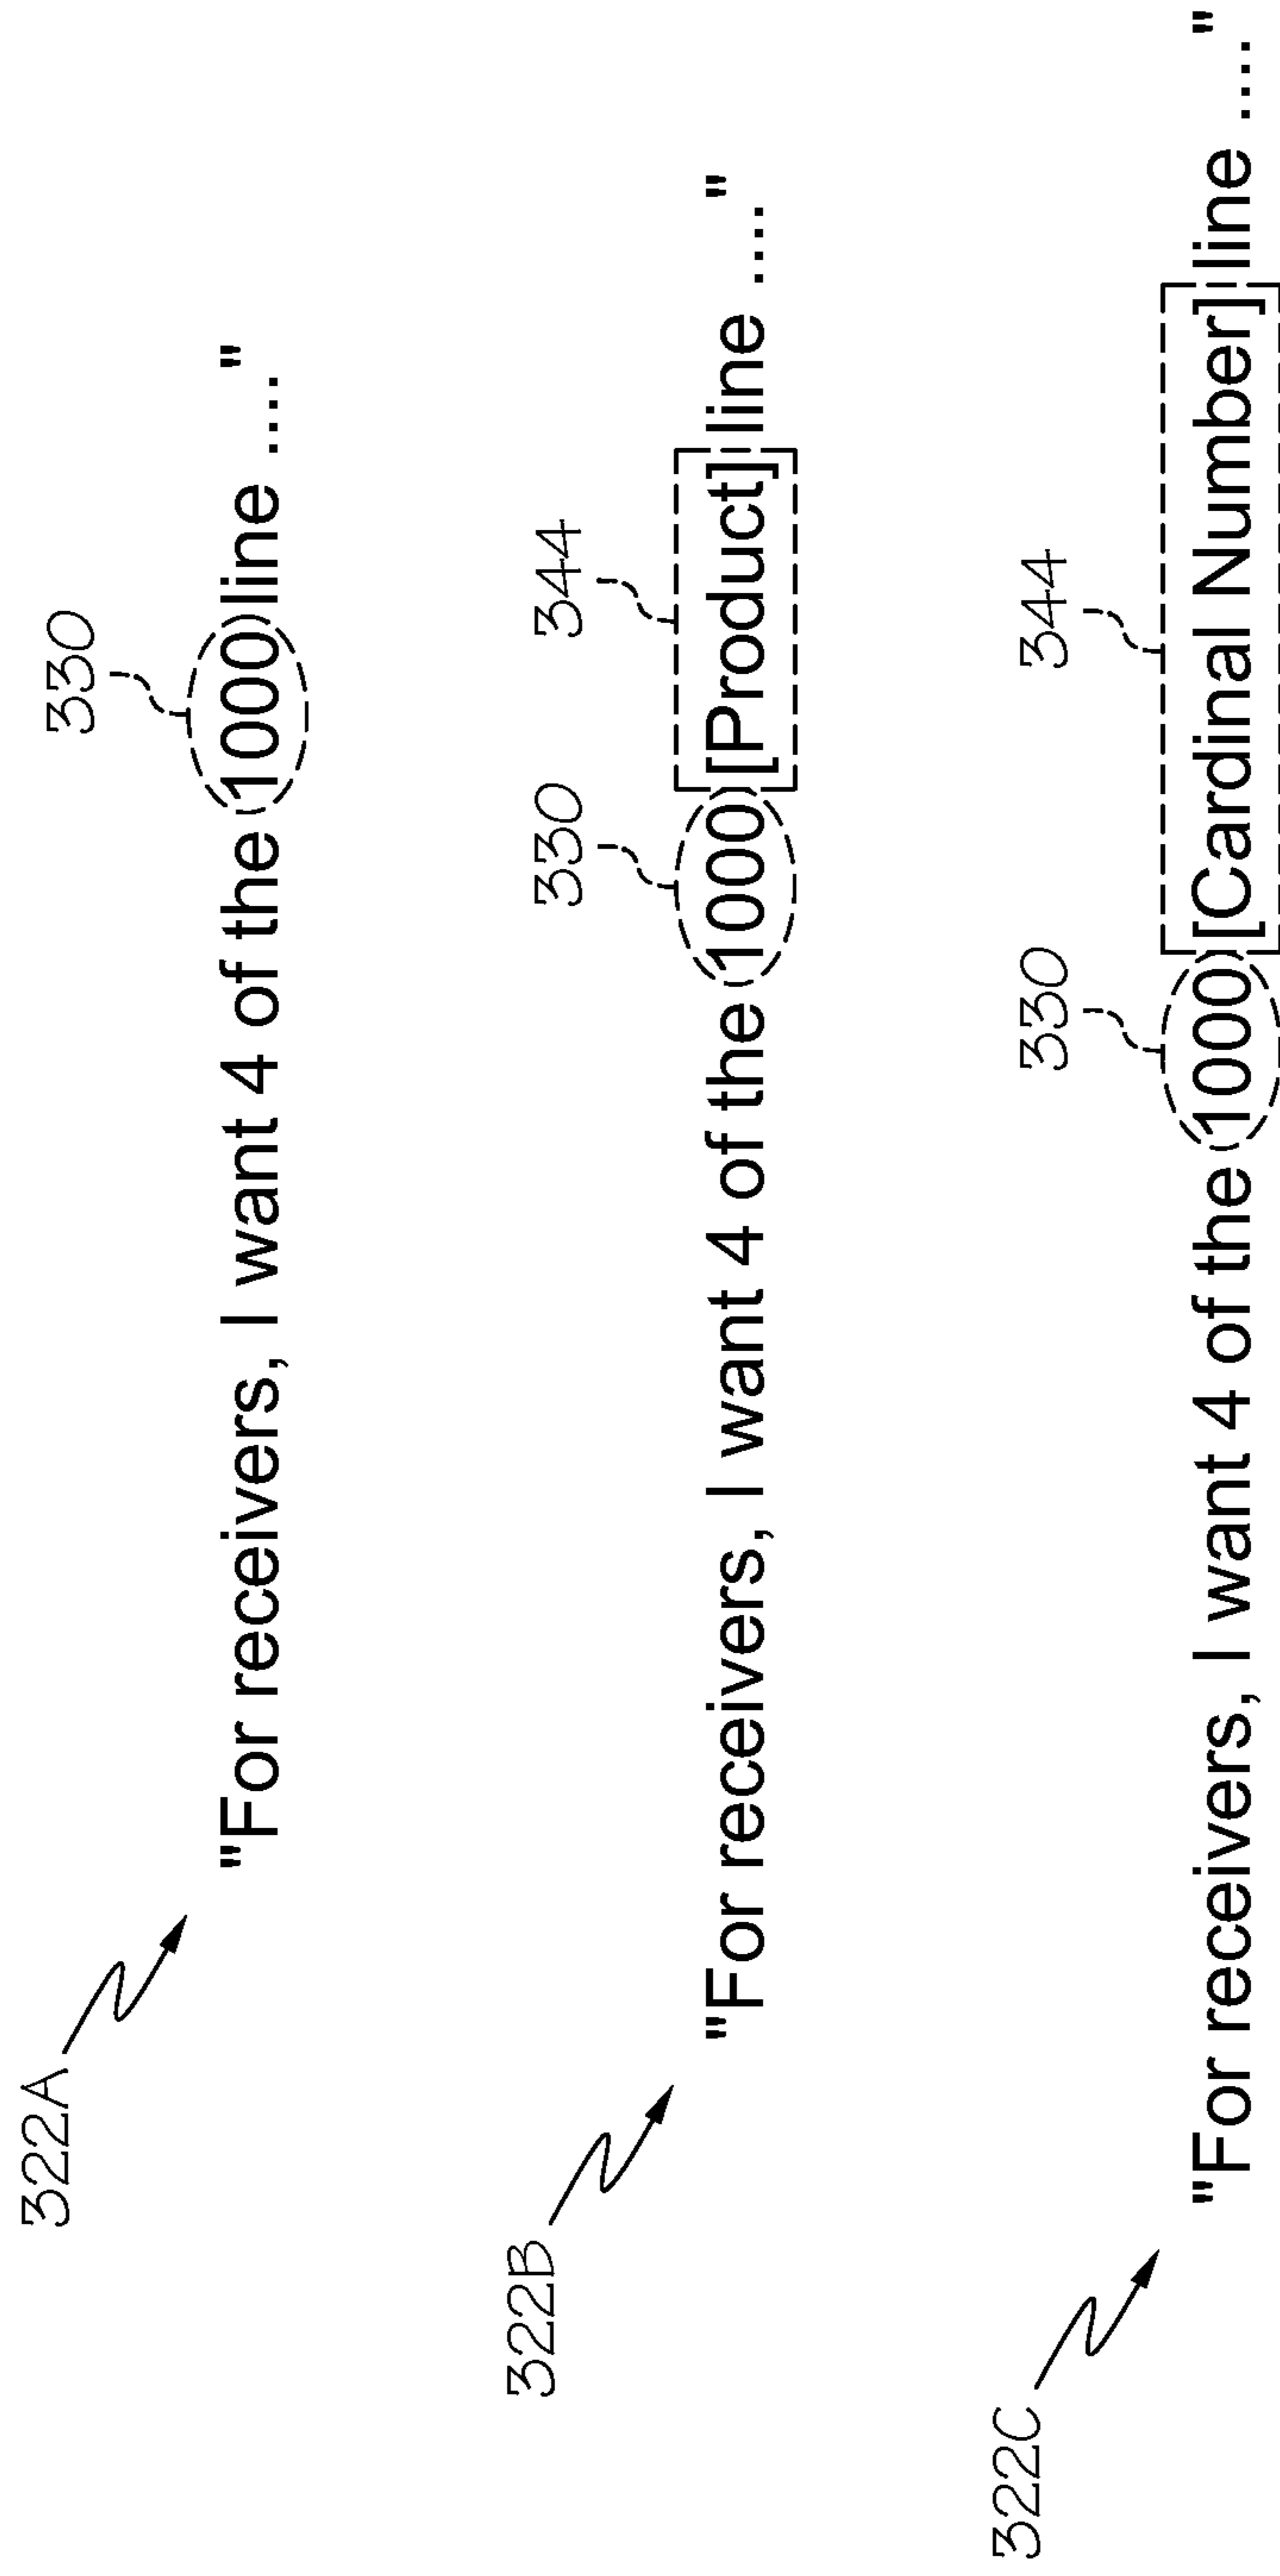 330
322A
"For receivers, I want 4 of the 1000 line ...."
330 344
322B
"For receivers, I want 4 of the 1000 [Product] line ...."
330 344
322C
"For receivers, I want 4 of the 1000 [Cardinal Number] line ...."